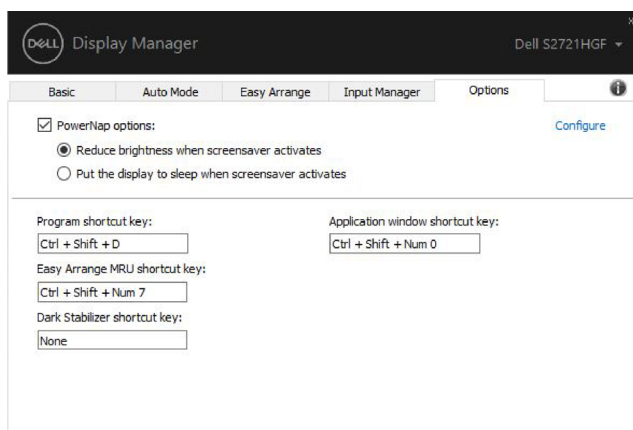 DELL Display Manager
Dell S2721HGF
Basic Auto Mode Easy Arrange Input Manager Options
PowerNap options:
Configure
Reduce brightness when screensaver activates
Put the display to sleep when screensaver activates
Program shortcut key:
Application window shortcut key:
Ctrl + Shift + D
Ctrl + Shift + Num 0
Easy Arrange MRU shortcut key:
Ctrl + Shift + Num 7
Dark Stabilizer shortcut key:
None